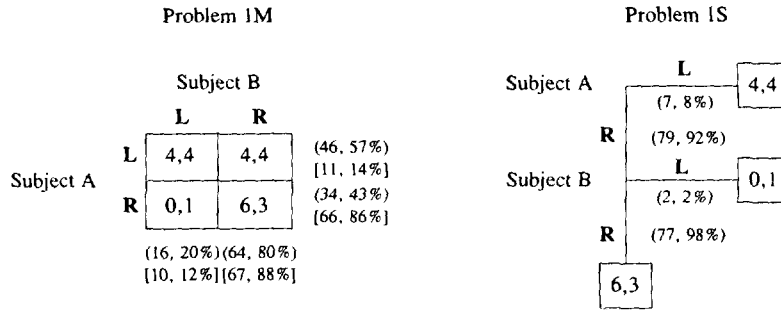 Problem 1M
Subject B
L R
L 4,4 4,4 (46, 57%)
[11, 14%]
Subject A
R 0,1 6,3 (34, 43%)
[66, 86%]
(16, 20%) (64, 80%)
[10, 12%] [67, 88%]
Problem 1S
Subject A L 4,4
(7, 8%)
R (79, 92%)
Subject B L 0,1
(2, 2%)
R (77, 98%)
6,3